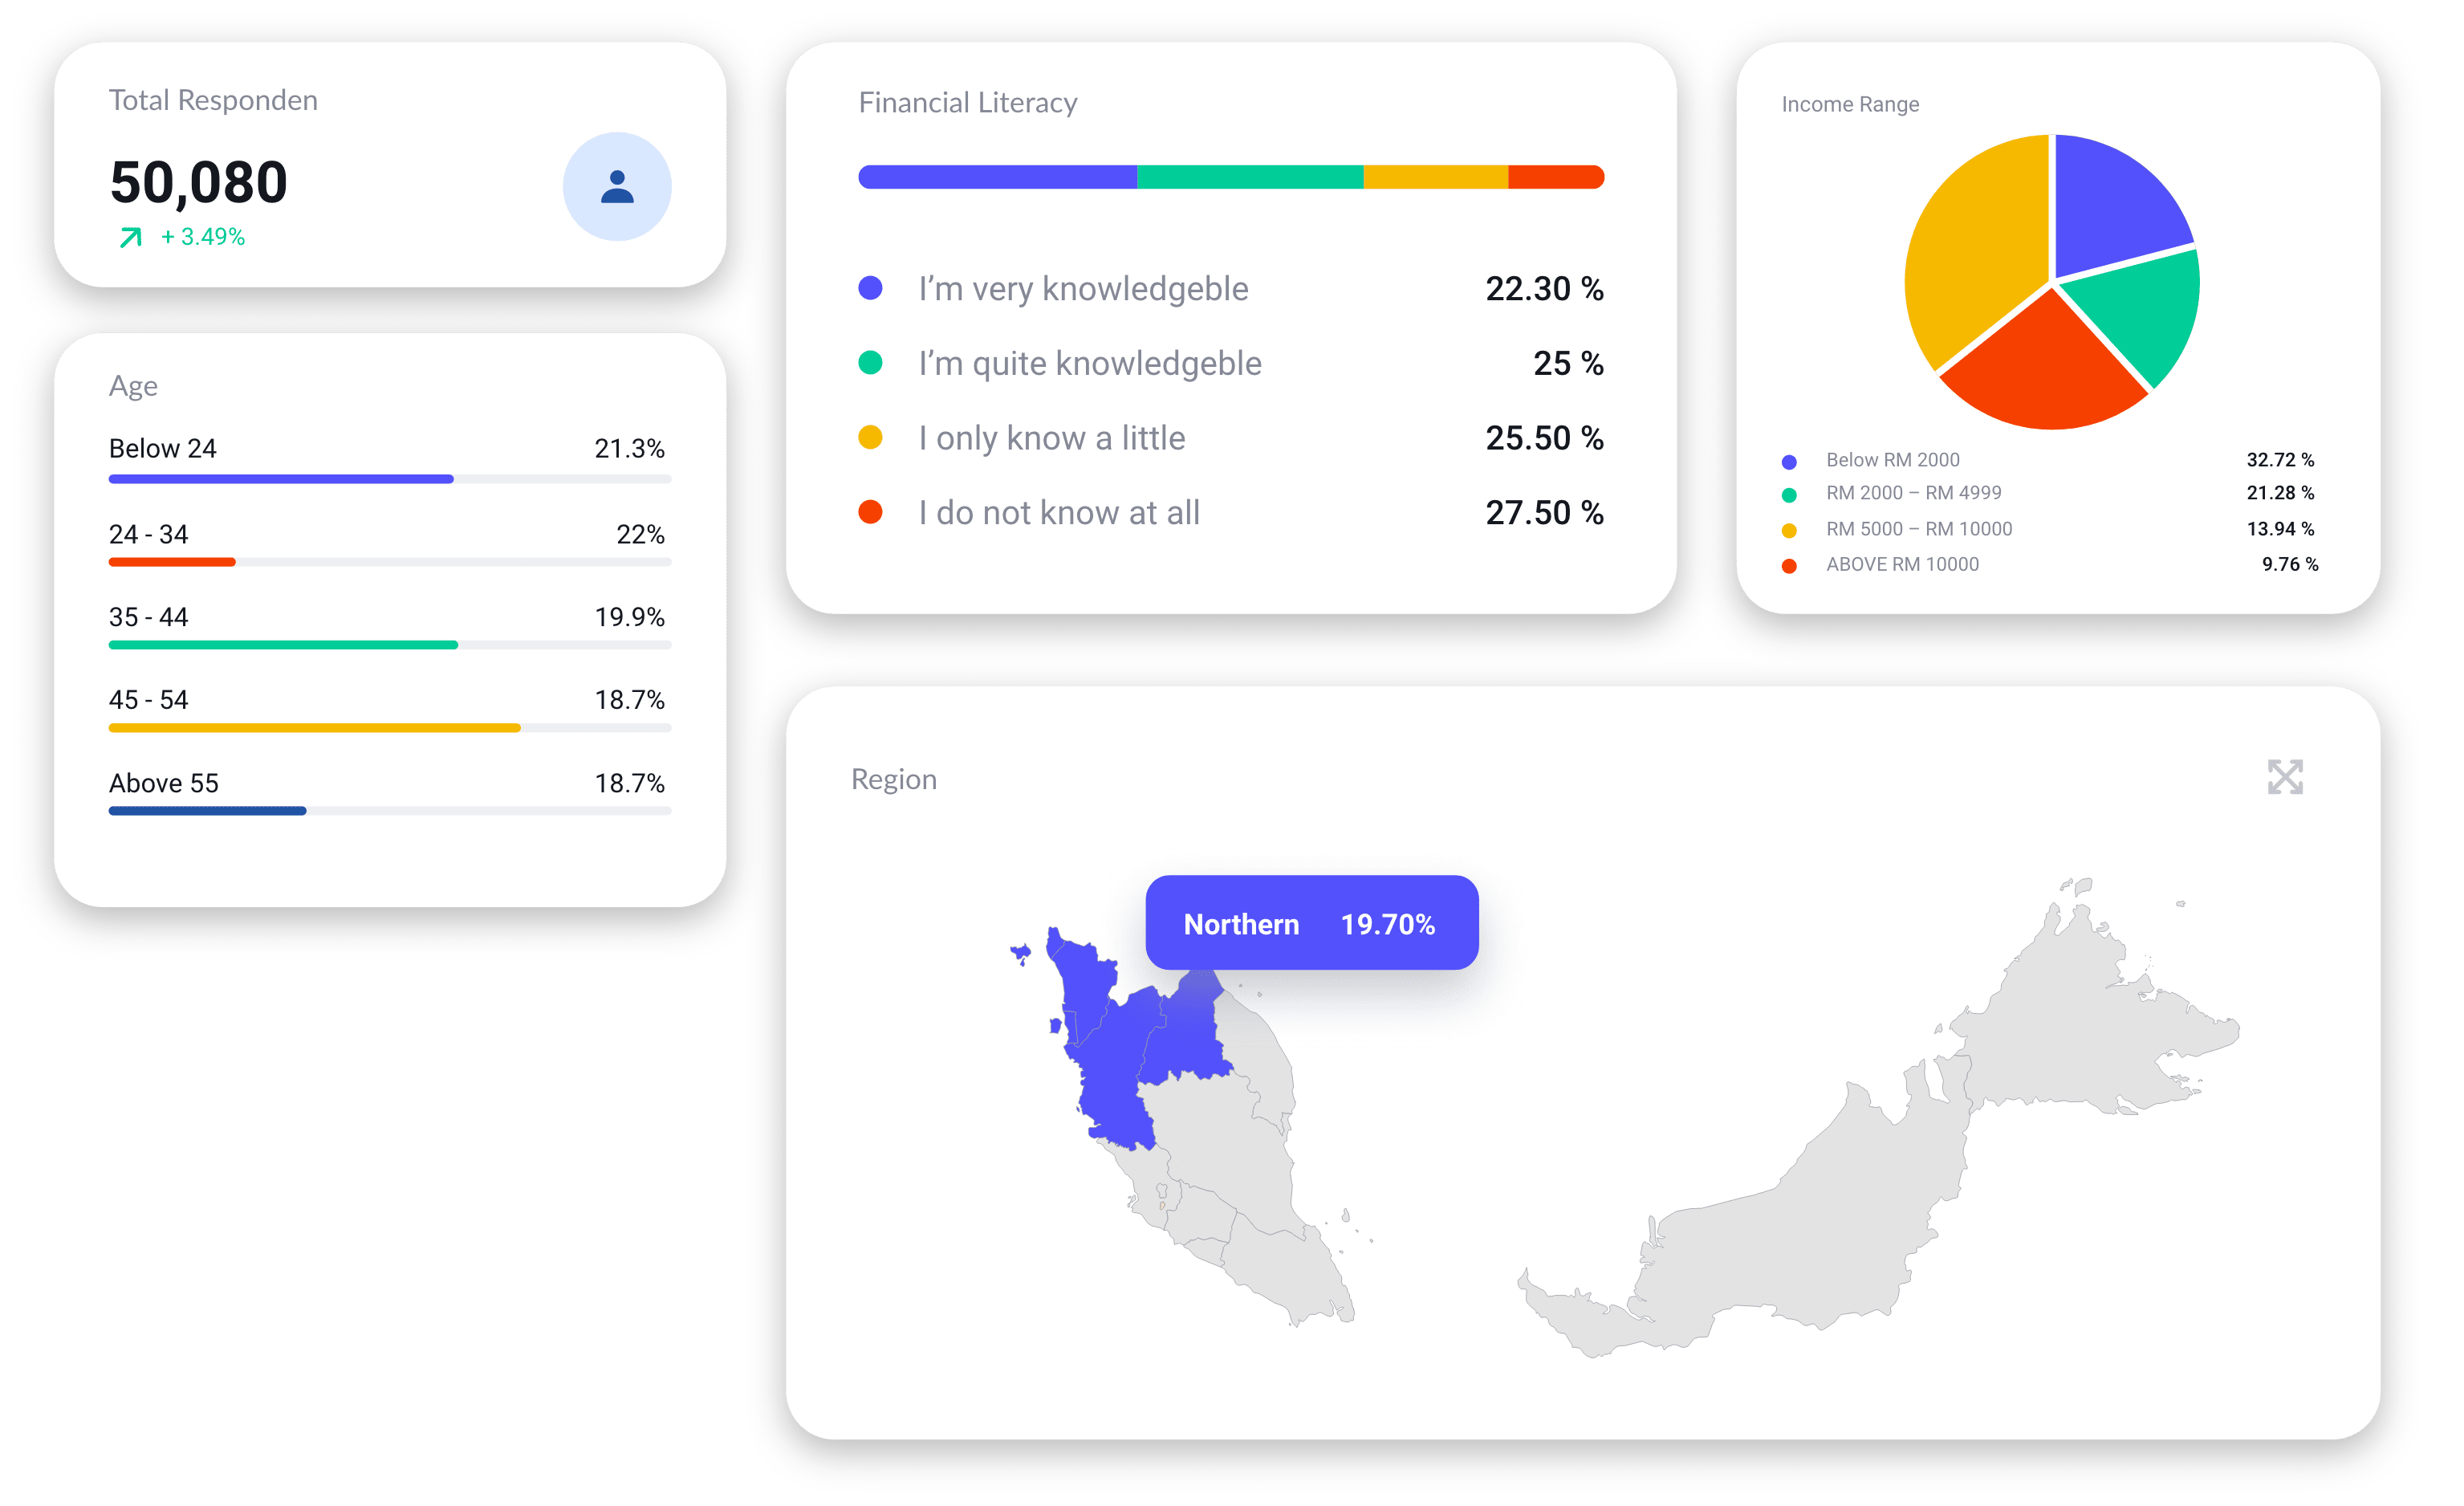 Total Responden
50,080
+ 3.49%
Age
Below 24 21.3%
24 - 34 22%
35 - 44 19.9%
45 - 54 18.7%
Above 55 18.7%
Financial Literacy
I’m very knowledgeble 22.30 %
I’m quite knowledgeble 25 %
I only know a little 25.50 %
I do not know at all 27.50 %
Income Range
Below RM 2000 32.72 %
RM 2000 – RM 4999 21.28 %
RM 5000 – RM 10000 13.94 %
ABOVE RM 10000 9.76 %
Region
Northern 19.70%